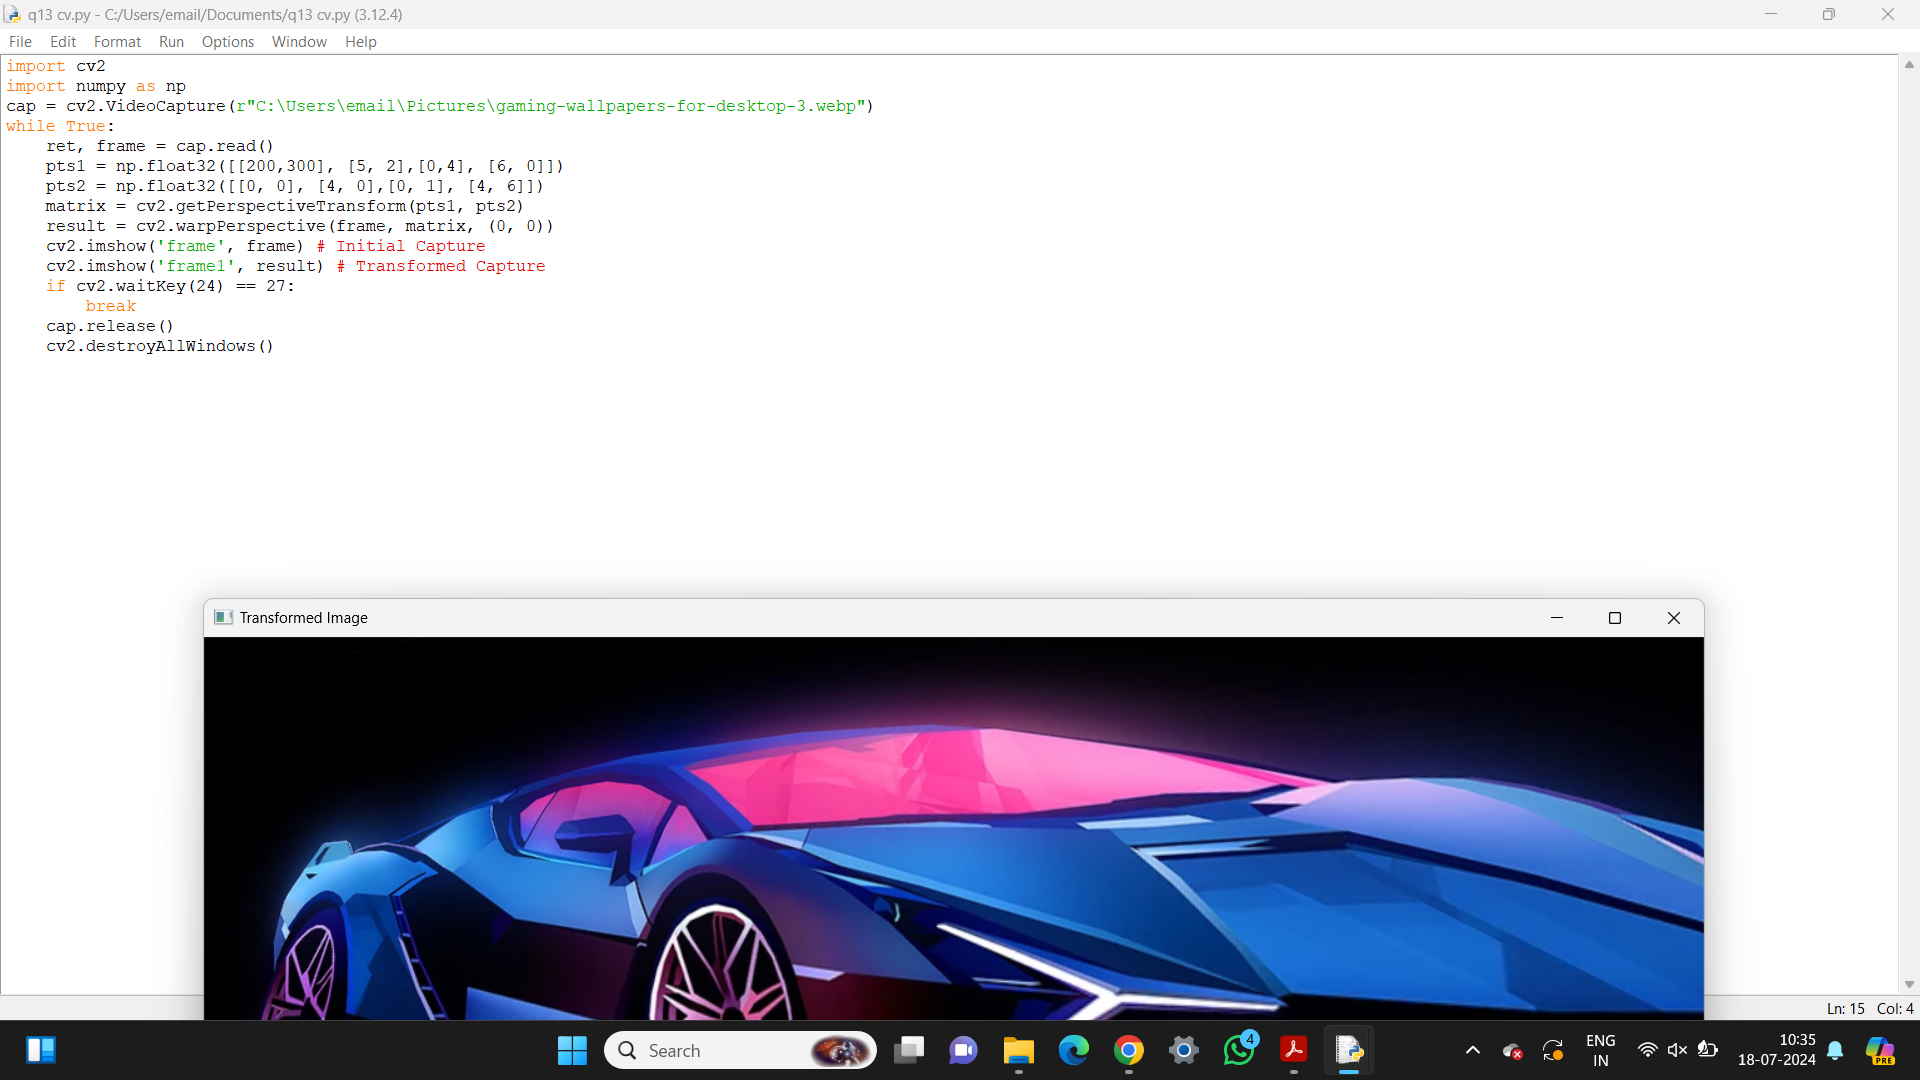 q13 cv.py - C:/Users/email/Documents/q13 cv.py (3.12.4)
File Edit Format Run Options Window Help
import cv2
import numpy as np
cap = cv2.VideoCapture(r"C:\Users\email\Pictures\gaming-wallpapers-for-desktop-3.webp")
while True:
    ret, frame = cap.read()
    pts1 = np.float32([[200,300], [5, 2],[0,4], [6, 0]])
    pts2 = np.float32([[0, 0], [4, 0],[0, 1], [4, 6]])
    matrix = cv2.getPerspectiveTransform(pts1, pts2)
    result = cv2.warpPerspective(frame, matrix, (0, 0))
    cv2.imshow('frame', frame) # Initial Capture
    cv2.imshow('frame1', result) # Transformed Capture
    if cv2.waitKey(24) == 27:
        break
    cap.release()
    cv2.destroyAllWindows()
Transformed Image
Ln: 15 Col: 4
Search
4
ENG
IN
10:35
18-07-2024
PRE